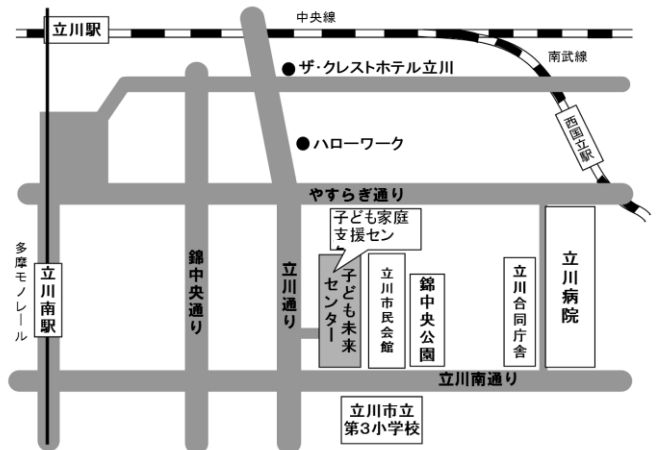 中央線
立川駅
南武線
ザ・クレストホテル立川
ハローワーク
西国立駅
やすらぎ通り
子ども家庭
支援セン
多摩モノレール
立川南駅
錦中央通り
立川通り
子ども未来
センター
立川市民会館
錦中央公園
立川合同庁舎
立川病院
立川南通り
立川市立
第3小学校